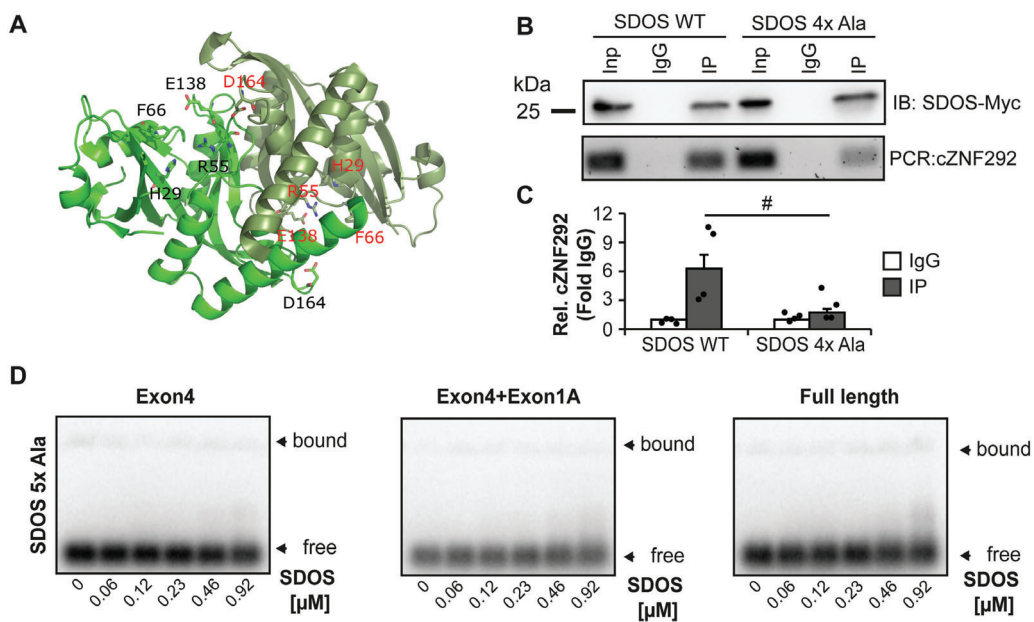 A
E138
D164
F66
R55
H29
H29
R55
E138
F66
D164
B
SDOS WT
SDOS 4x Ala
Inp
IgG
IP
Inp
IgG
IP
kDa
25
IB: SDOS-Myc
PCR:cZNF292
C
#
Rel. cZNF292
(Fold IgG)
12
9
6
3
0
SDOS WT
SDOS 4x Ala
IgG
IP
D
Exon4
Exon4+Exon1A
Full length
SDOS 5x Ala
bound
free
0
0.06
0.12
0.23
0.46
0.92
SDOS
[µM]
bound
free
0
0.06
0.12
0.23
0.46
0.92
SDOS
[µM]
bound
free
0
0.06
0.12
0.23
0.46
0.92
SDOS
[µM]